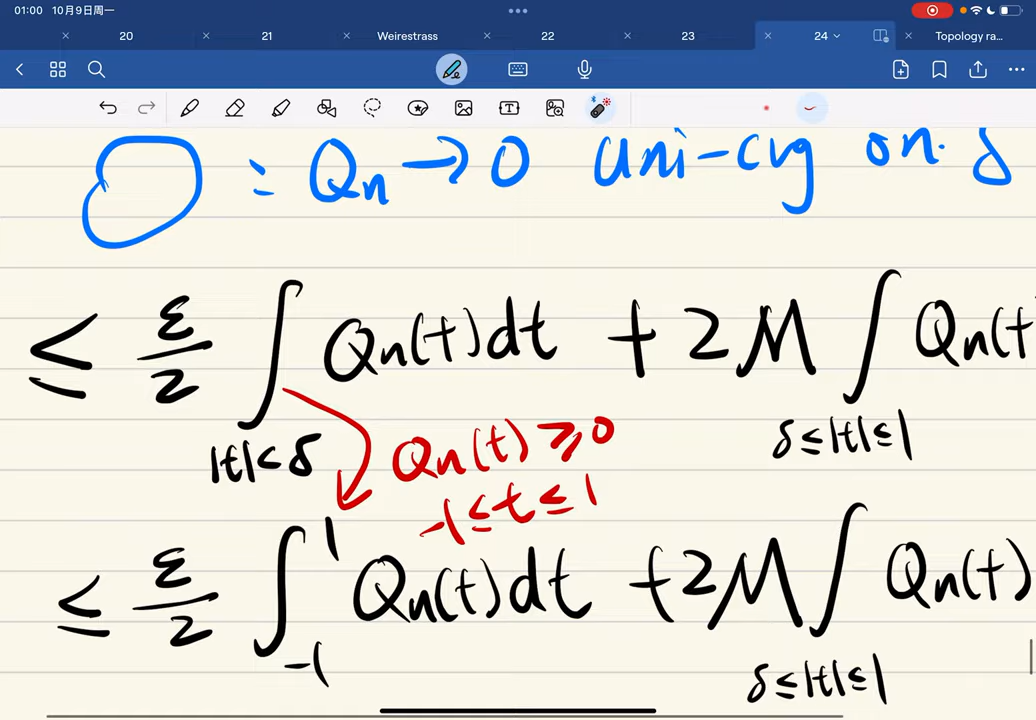 01:00 10月9日周一
20 21 Weirestrass 22 23 24 Topology ra...
: Qn → 0 uni-cvg on. δ
≤ ε/2 ∫ Qn(t)dt + 2M ∫ Qn(t
|t|<δ δ≤|t|≤1
Qn(t) ≥ 0
-1 ≤ t ≤ 1
≤ ε/2 ∫_{-1}^{1} Qn(t)dt + 2M ∫ Qn(t)
δ≤|t|≤1